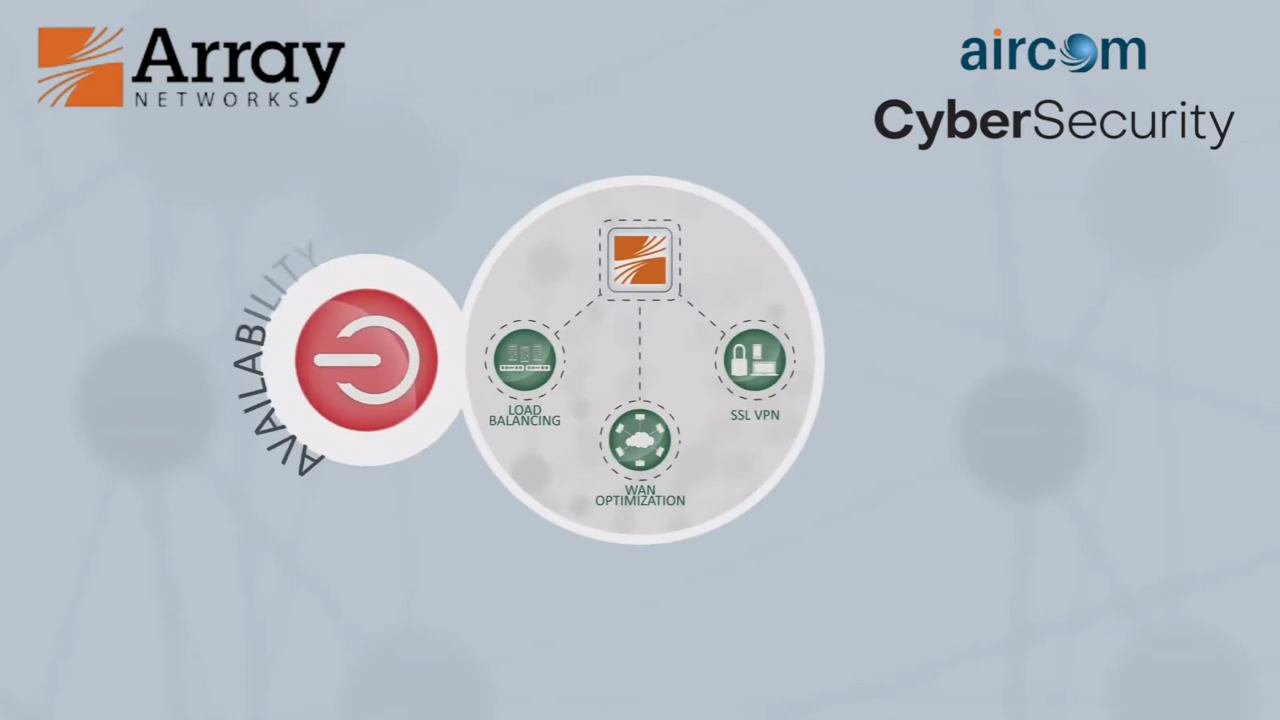 Array
NETWORKS
aircom
CyberSecurity
AVAILABILITY
LOAD
BALANCING
SSL VPN
WAN
OPTIMIZATION